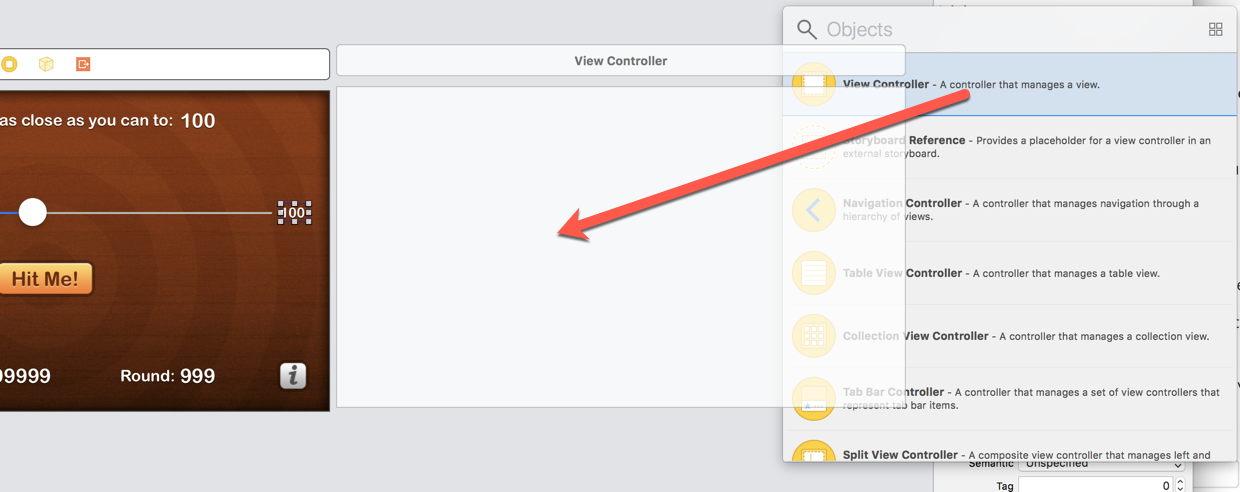 Objects
View Controller
View Controller - A controller that manages a view.
as close as you can to: 100
Storyboard Reference - Provides a placeholder for a view controller in an
external storyboard.
100
Navigation Controller - A controller that manages navigation through a
hierarchy of views.
Hit Me!
Table View Controller - A controller that manages a table view.
Collection View Controller - A controller that manages a collection view.
99999
Round: 999
Tab Bar Controller - A controller that manages a set of view controllers that
represent tab bar items.
Split View Controller - A composite view controller that manages left and
Semantic Unspecified
Tag 0